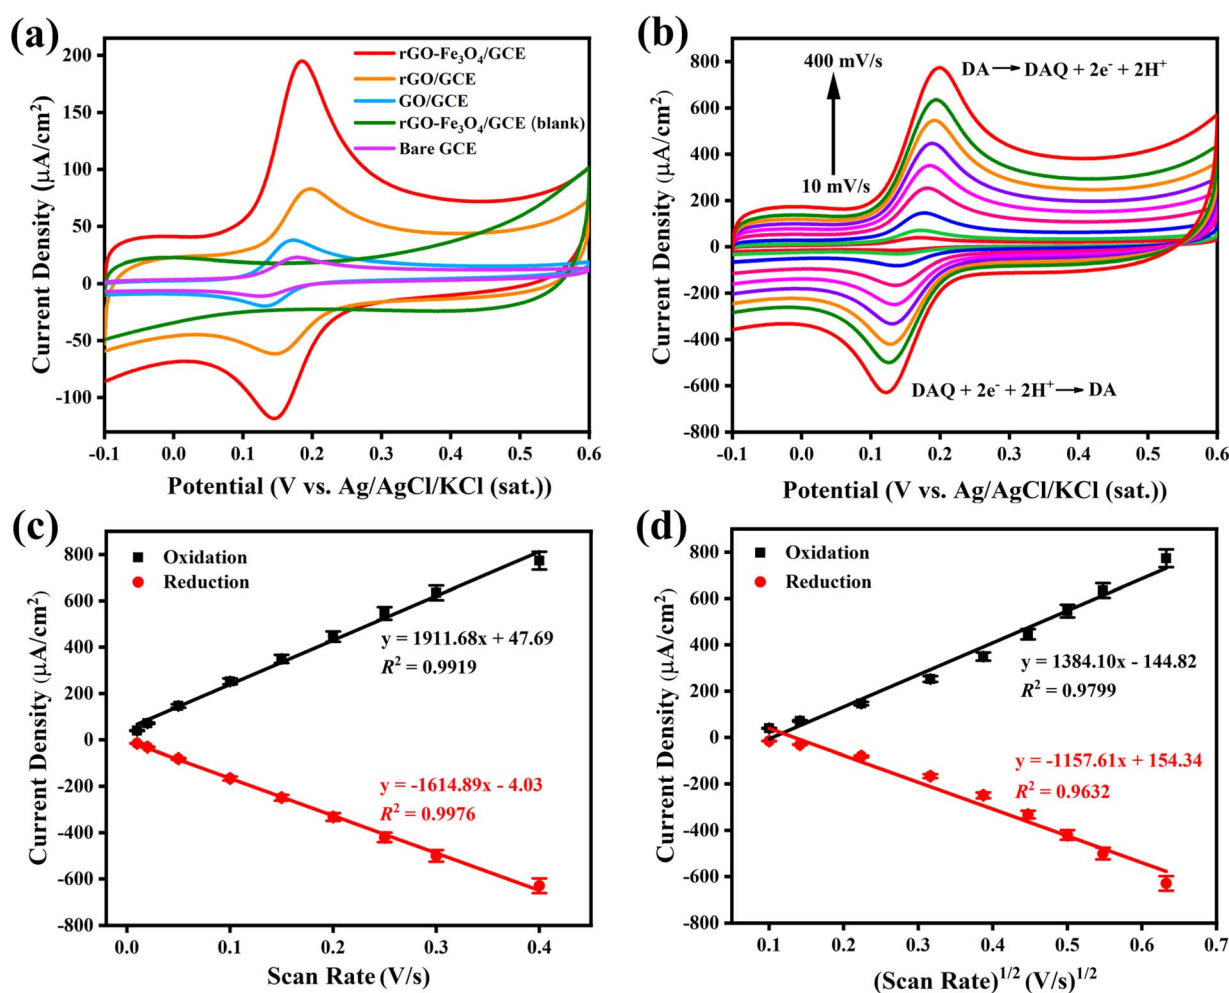 (a)
200
150
100
50
0
-50
-100
-0.1 0.0 0.1 0.2 0.3 0.4 0.5 0.6
Current Density (μA/cm²)
Potential (V vs. Ag/AgCl/KCl (sat.))
rGO-Fe₃O₄/GCE
rGO/GCE
GO/GCE
rGO-Fe₃O₄/GCE (blank)
Bare GCE
(b)
800
600
400
200
0
-200
-400
-600
-800
-0.1 0.0 0.1 0.2 0.3 0.4 0.5 0.6
Current Density (μA/cm²)
Potential (V vs. Ag/AgCl/KCl (sat.))
400 mV/s
10 mV/s
DA → DAQ + 2e⁻ + 2H⁺
DAQ + 2e⁻ + 2H⁺ → DA
(c)
800
600
400
200
0
-200
-400
-600
-800
0.0 0.1 0.2 0.3 0.4
Current Density (μA/cm²)
Scan Rate (V/s)
Oxidation
Reduction
y = 1911.68x + 47.69
R² = 0.9919
y = -1614.89x - 4.03
R² = 0.9976
(d)
800
600
400
200
0
-200
-400
-600
-800
0.1 0.2 0.3 0.4 0.5 0.6 0.7
Current Density (μA/cm²)
(Scan Rate)¹/² (V/s)¹/²
Oxidation
Reduction
y = 1384.10x - 144.82
R² = 0.9799
y = -1157.61x + 154.34
R² = 0.9632